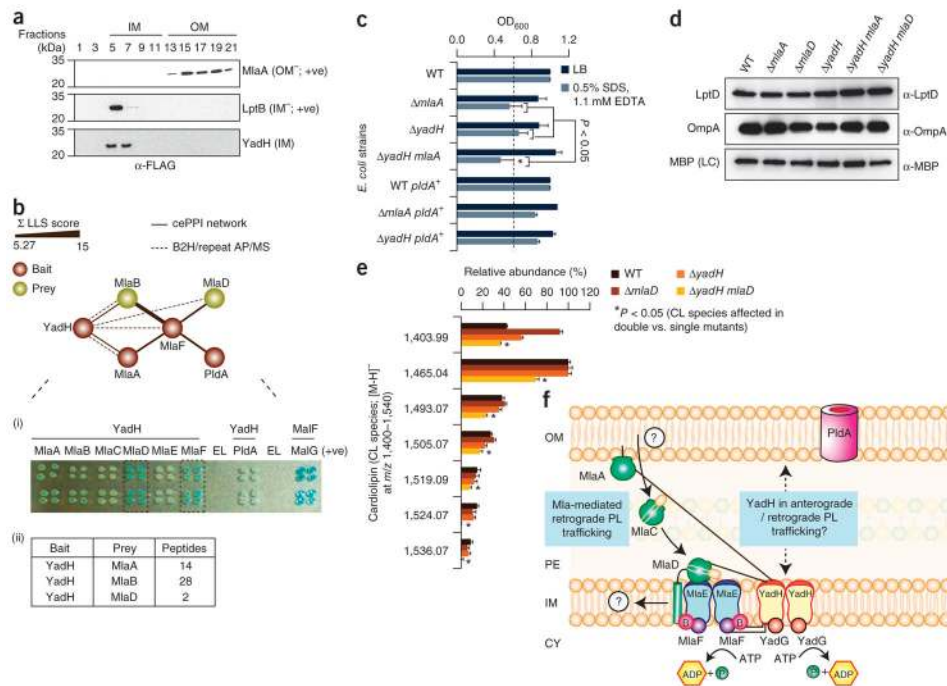 a
IM OM
Fractions
(kDa) 1 3 5 7 9 11 13 15 17 19 21
35
20
MlaA (OM⁻; +ve)
35
20
LptB (IM⁻; +ve)
35
20
YadH (IM)
α-FLAG
b
Σ LLS score
5.27 15
cePPI network
B2H/repeat AP/MS
Bait
Prey
MlaB MlaD
YadH
MlaF
MlaA PldA
(i)
YadH YadH MalF
MlaA MlaB MlaC MlaD MlaE MlaF EL PldA EL MalG (+ve)
(ii)
Bait Prey Peptides
YadH MlaA 14
YadH MlaB 28
YadH MlaD 2
c
OD600
0 0.4 0.8 1.2
LB
0.5% SDS,
1.1 mM EDTA
E. coli strains
WT
ΔmlaA
ΔyadH
ΔyadH mlaA
WT pldA⁺
ΔmlaA pldA⁺
ΔyadH pldA⁺
P < 0.05
*
d
WT ΔmlaA ΔmlaD ΔyadH ΔyadH mlaA ΔyadH mlaD
LptD α-LptD
OmpA α-OmpA
MBP (LC) α-MBP
e
Relative abundance (%)
0 20 40 60 80 100 120
WT ΔyadH
ΔmlaD ΔyadH mlaD
*P < 0.05 (CL species affected in
double vs. single mutants)
Cardiolipin (CL species; [M-H]⁻
at m/z 1,400–1,540)
1,403.99 *
1,465.04 *
1,493.07 *
1,505.07 *
1,519.09 *
1,524.07 *
1,536.07 *
f
OM
?
PldA
MlaA
Mla-mediated
retrograde PL
trafficking
YadH in anterograde
/ retrograde PL
trafficking?
MlaC
PE
MlaD
IM
?
MlaE MlaE YadH YadH
B B
CY
MlaF MlaF YadG YadG
ATP ATP
ADP + P P + ADP